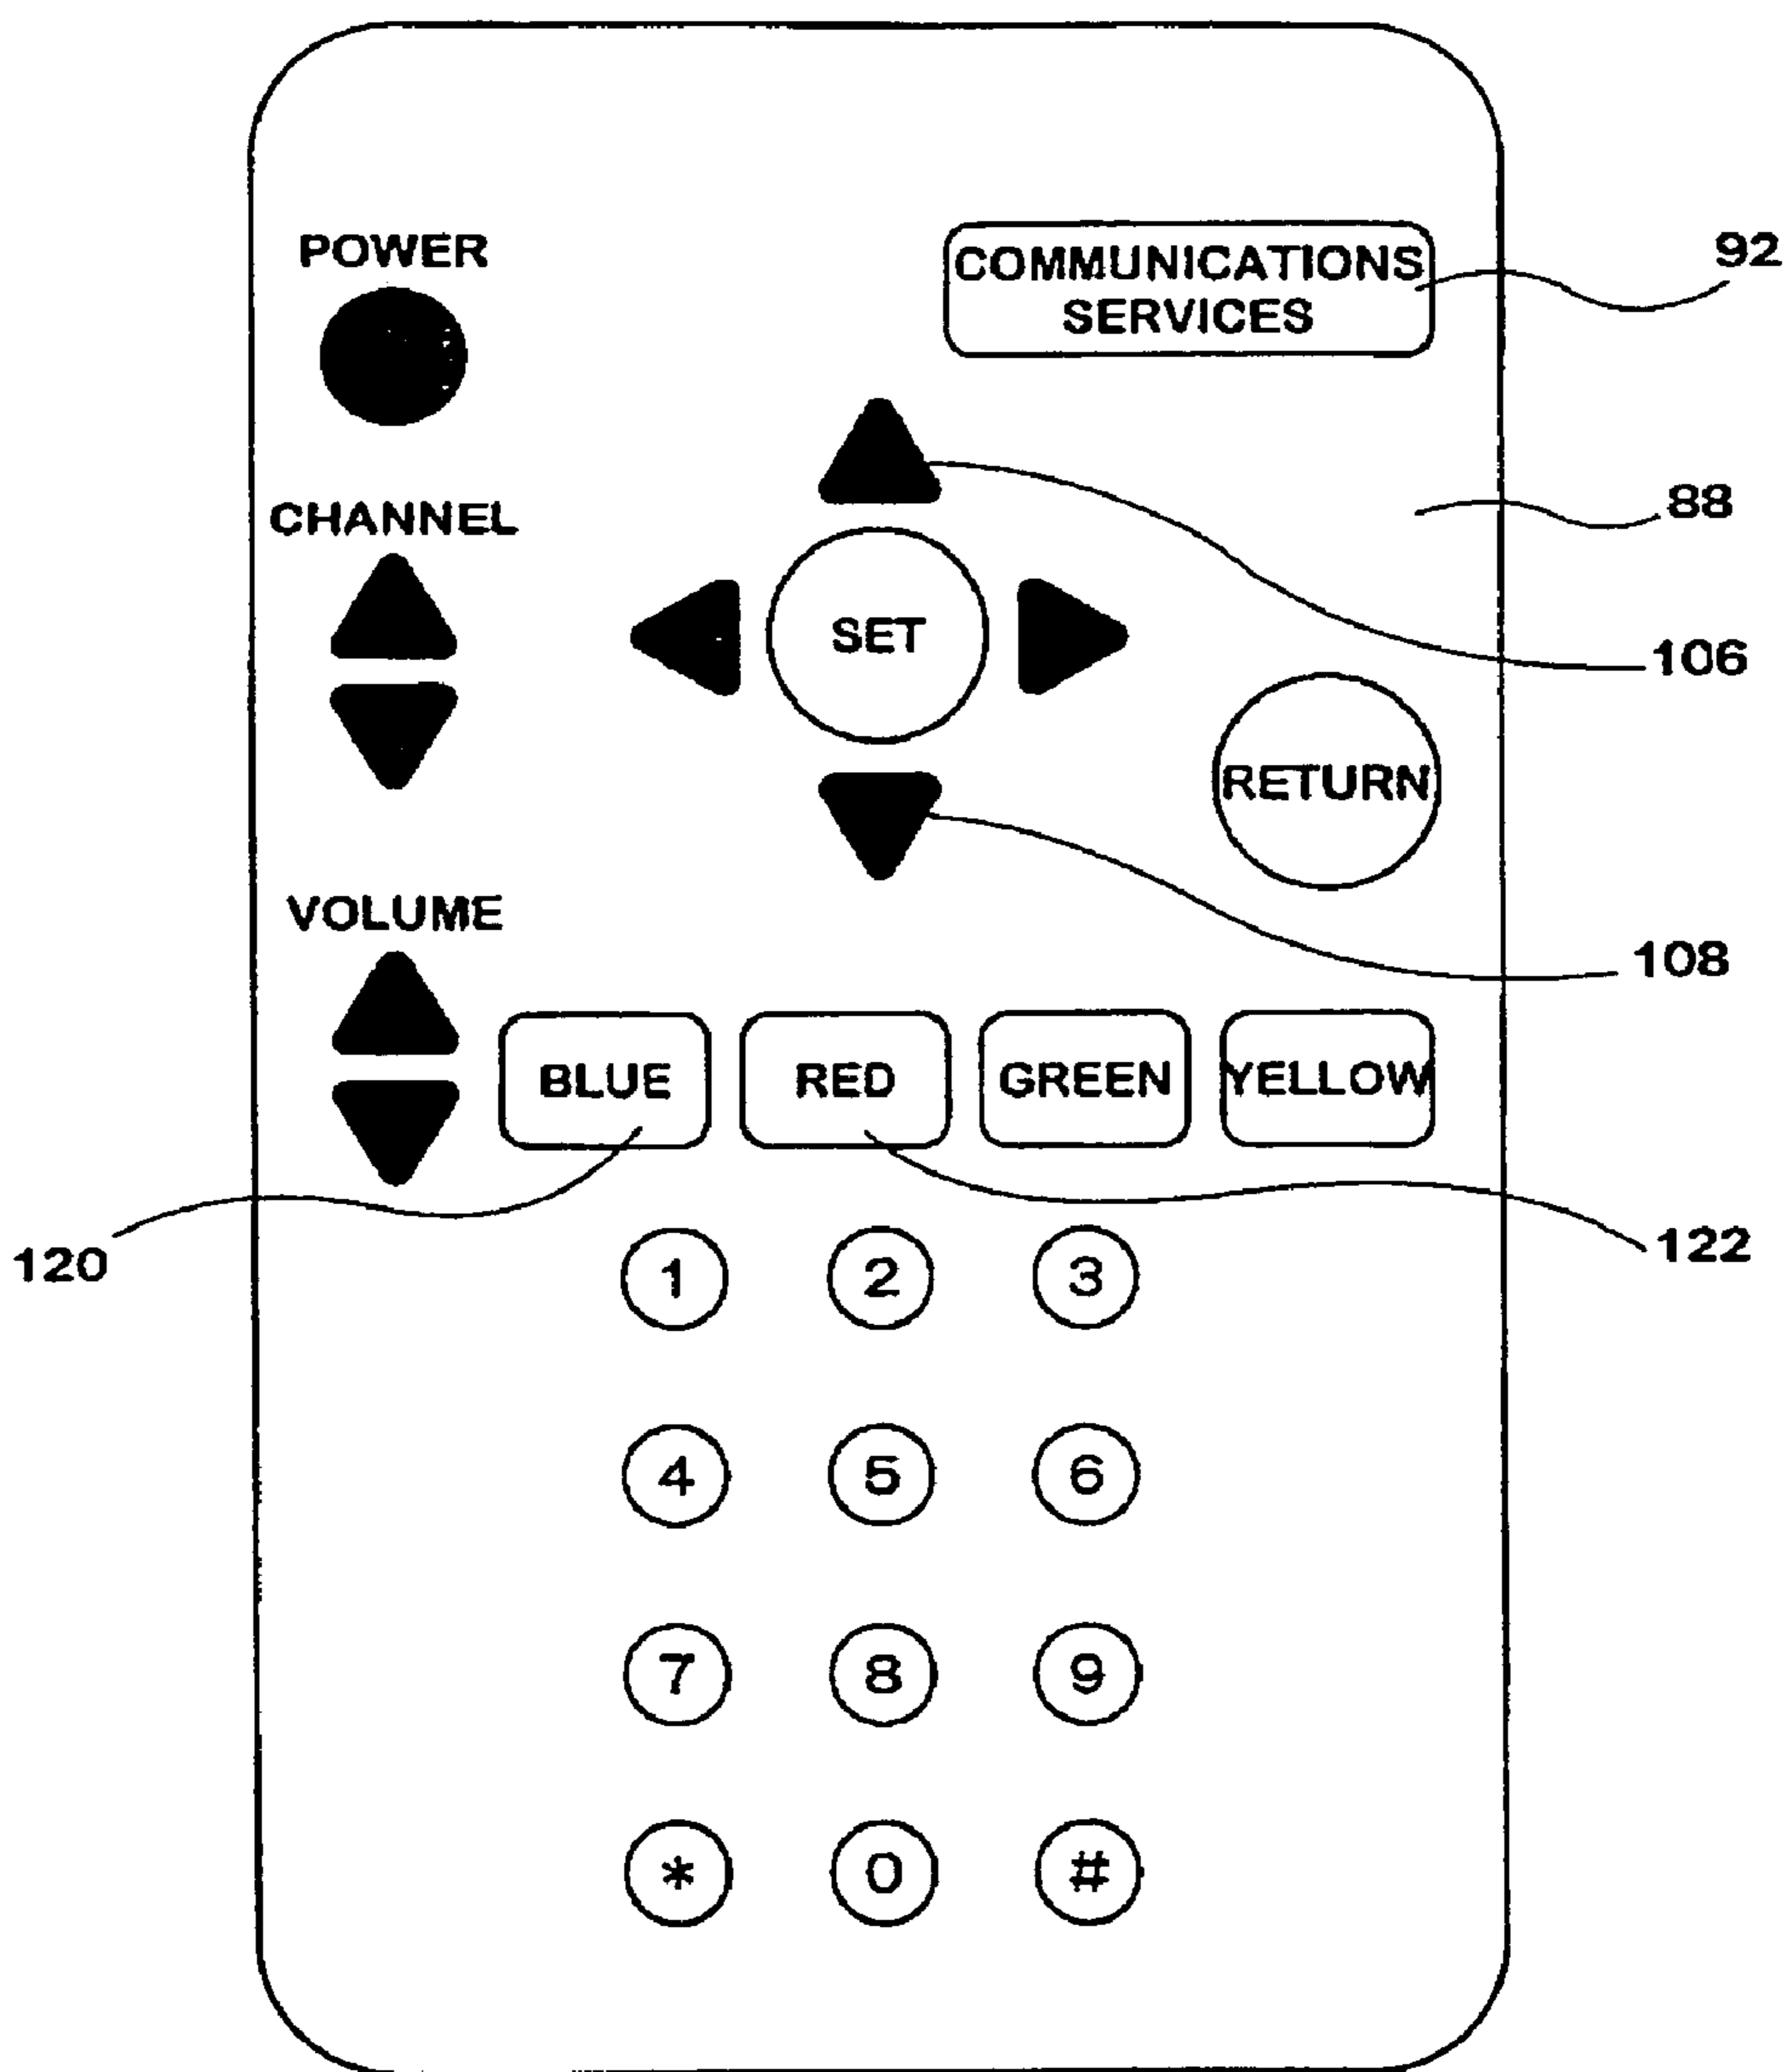 POWER
COMMUNICATIONS
SERVICES
92
88
CHANNEL
SET
106
RETURN
VOLUME
108
BLUE
RED
GREEN
YELLOW
120
122
1
2
3
4
5
6
7
8
9
*
0
#